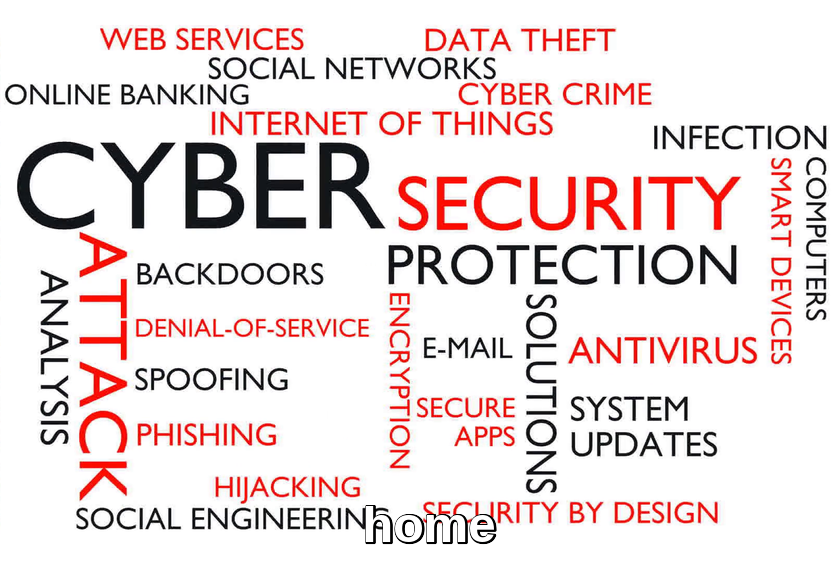 WEB SERVICES
DATA THEFT
SOCIAL NETWORKS
ONLINE BANKING
CYBER CRIME
INTERNET OF THINGS
INFECTION
CYBER
SECURITY
COMPUTERS
SMART DEVICES
ATTACK
ANALYSIS
BACKDOORS
PROTECTION
DENIAL-OF-SERVICE
ENCRYPTION
E-MAIL
SOLUTIONS
ANTIVIRUS
SPOOFING
SECURE
APPS
SYSTEM
UPDATES
PHISHING
HIJACKING
SOCIAL ENGINEERIN
home
SECURITY BY DESIGN